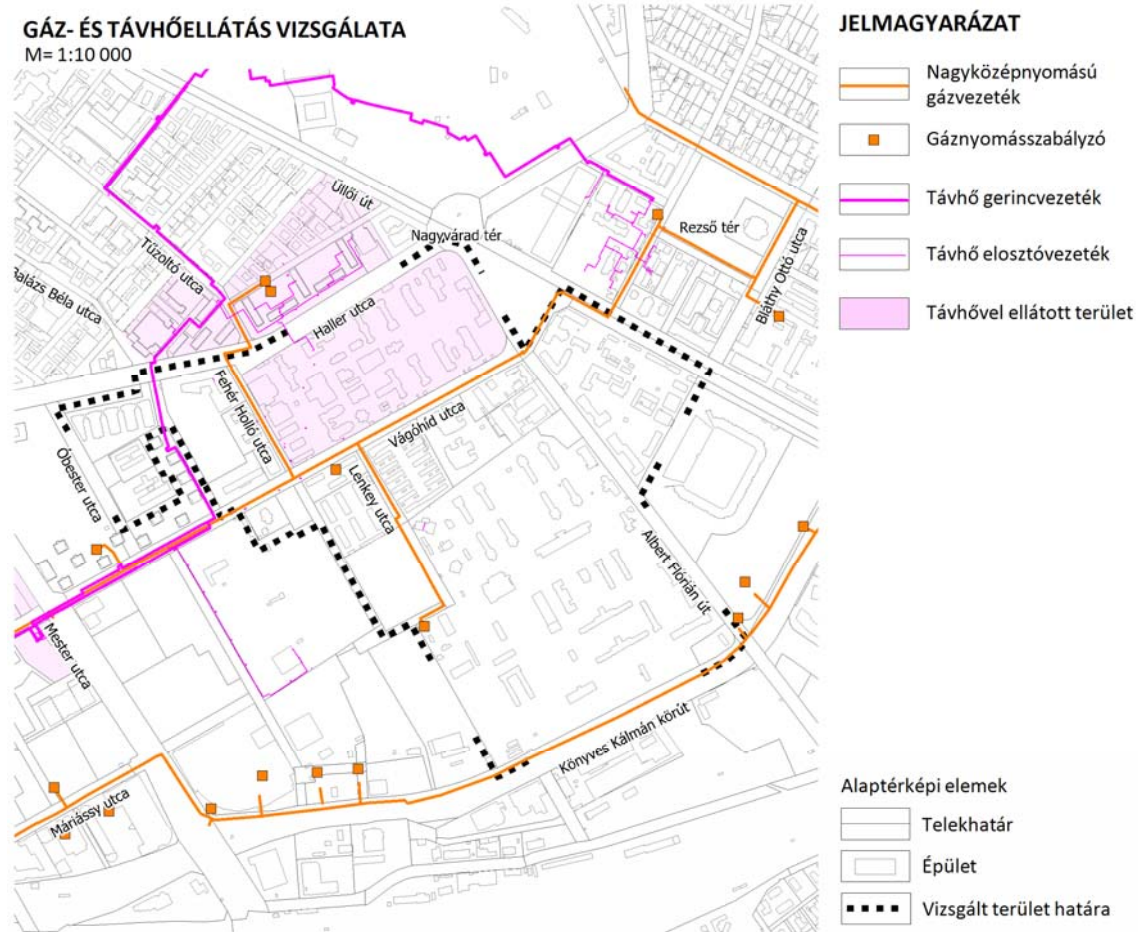 GÁZ- ÉS TÁVHŐELLÁTÁS VIZSGÁLATA
M= 1:10 000
Üllői út
Nagyvárad tér
Rezső tér
Bláthy Ottó utca
Tűzoltó utca
Balázs Béla utca
Haller utca
Fehér Holló utca
Vágóhíd utca
Óbester utca
Lenkey utca
Albert Flórián út
Mester utca
Könyves Kálmán körút
Máriássy utca
JELMAGYARÁZAT
Nagyközépnyomású
gázvezeték
Gáznyomásszabályzó
Távhő gerincvezeték
Távhő elosztóvezeték
Távhővel ellátott terület
Alaptérképi elemek
Telekhatár
Épület
Vizsgált terület határa